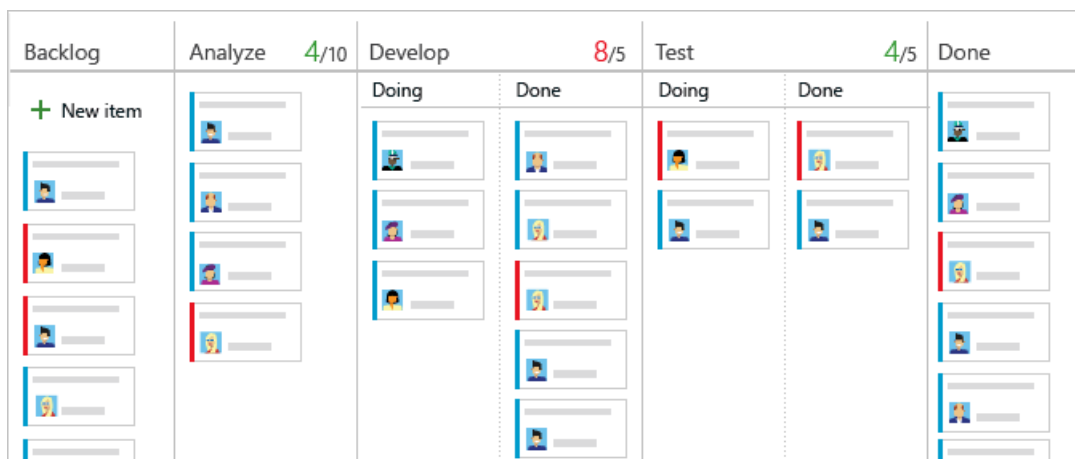 Backlog
Analyze 4/10
Develop 8/5
Test 4/5
Done
Doing
Done
Doing
Done
+ New item